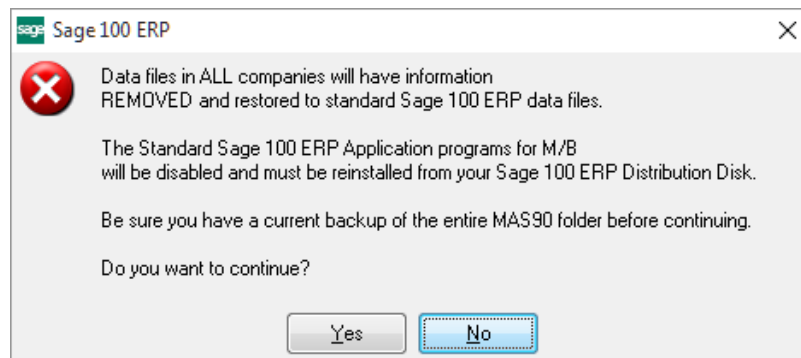 sage Sage 100 ERP
Data files in ALL companies will have information
REMOVED and restored to standard Sage 100 ERP data files.
The Standard Sage 100 ERP Application programs for M/B
will be disabled and must be reinstalled from your Sage 100 ERP Distribution Disk.
Be sure you have a current backup of the entire MAS90 folder before continuing.
Do you want to continue?
Yes No